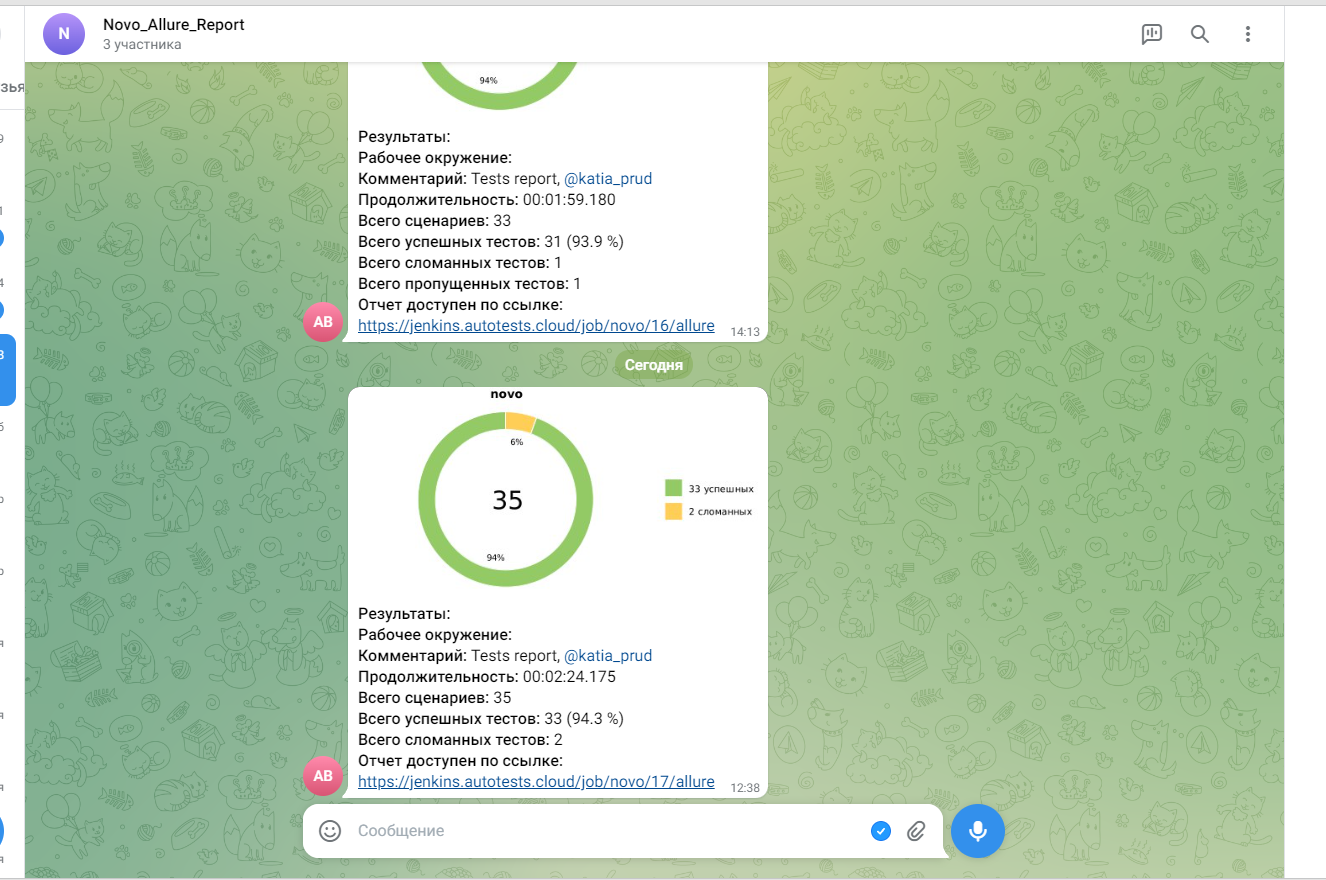 N
Novo_Allure_Report
3 участника
зья
94%
Результаты:
Рабочее окружение:
Комментарий: Tests report, @katia_prud
Продолжительность: 00:01:59.180
Всего сценариев: 33
Всего успешных тестов: 31 (93.9 %)
Всего сломанных тестов: 1
Всего пропущенных тестов: 1
Отчет доступен по ссылке:
AB
https://jenkins.autotests.cloud/job/novo/16/allure
14:13
Сегодня
novo
6%
35
33 успешных
2 сломанных
94%
Результаты:
Рабочее окружение:
Комментарий: Tests report, @katia_prud
Продолжительность: 00:02:24.175
Всего сценариев: 35
Всего успешных тестов: 33 (94.3 %)
Всего сломанных тестов: 2
Отчет доступен по ссылке:
AB
https://jenkins.autotests.cloud/job/novo/17/allure
12:38
Сообщение